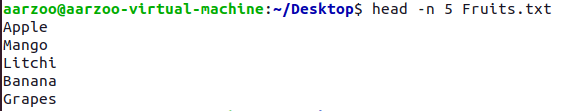 aarzoo@aarzoo-virtual-machine:~/Desktop$ head -n 5 Fruits.txt
Apple
Mango
Litchi
Banana
Grapes